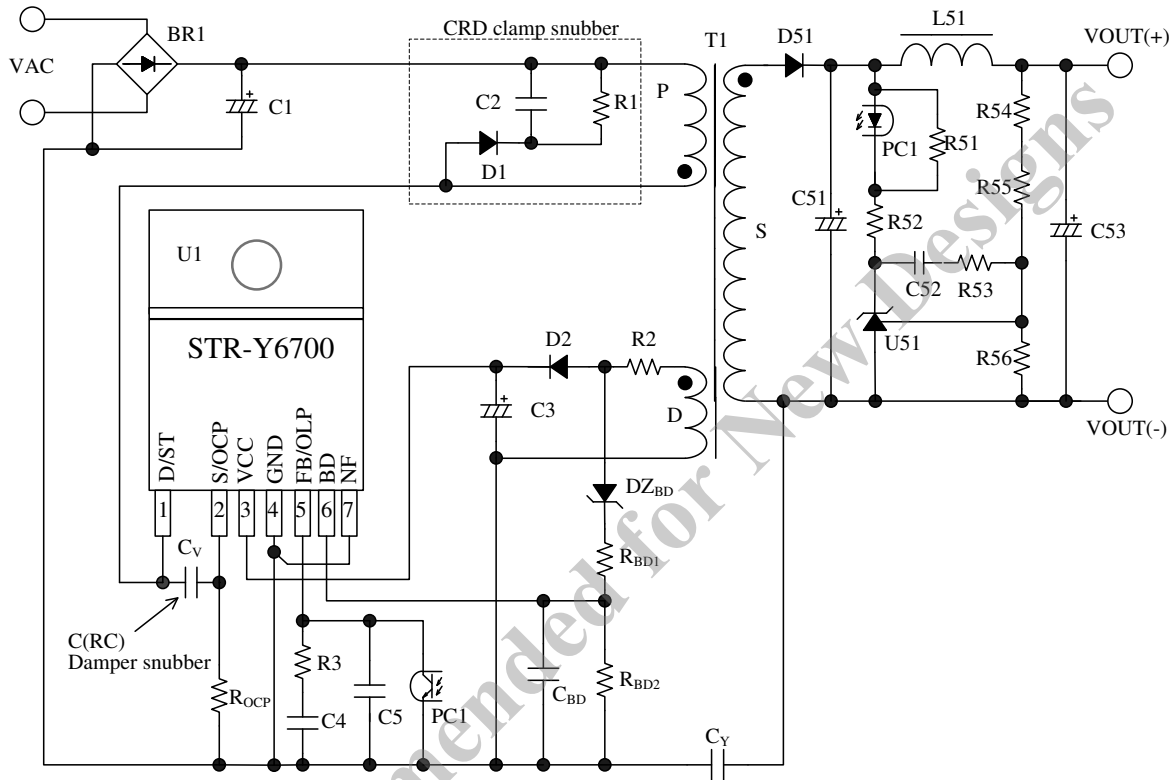 CRD clamp snubber
BR1
VAC
C1
C2
R1
D1
P
T1
D51
L51
VOUT(+)
PC1
R51
R54
R55
C51
R52
S
C53
C52
R53
U51
R56
VOUT(-)
U1
STR-Y6700
D/ST
S/OCP
VCC
GND
FB/OLP
BD
NF
1
2
3
4
5
6
7
D2
R2
C3
D
DZBD
RBD1
CV
C(RC)
Damper snubber
ROCP
R3
C4
C5
PC1
CBD
RBD2
CY
mended for New Designs
+
+
+
+
+